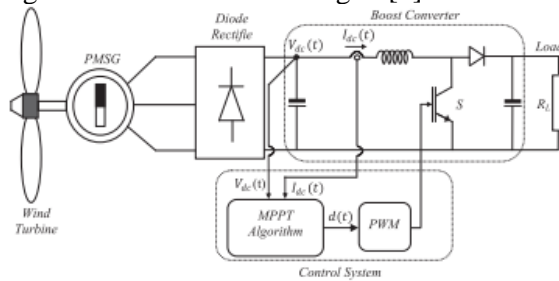 Diode
Rectifie
Boost Converter
PMSG
V_dc(t)
I_dc(t)
Load
S
R_L
Wind
Turbine
V_dc(t)
I_dc(t)
MPPT
Algorithm
d(t)
PWM
Control System